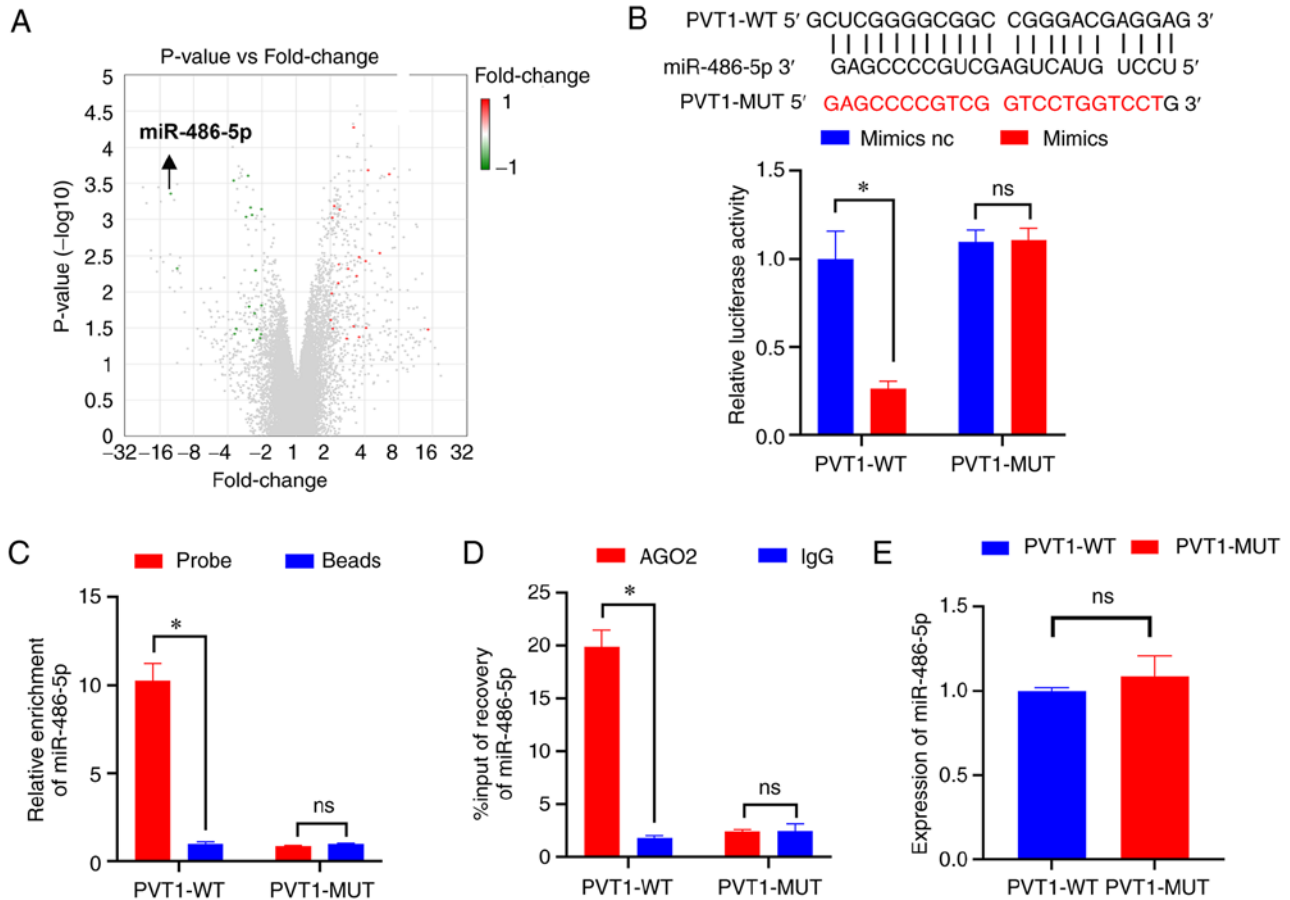 A
P-value vs Fold-change
Fold-change
1
−1
miR-486-5p
P-value (−log10)
5
4.5
4
3.5
3
2.5
2
1.5
1
0.5
0
−32 −16 −8 −4 −2 1 2 4 8 16 32
Fold-change
B
PVT1-WT 5′ GCUCGGGGCGGC CGGGACGAGGAG 3′
miR-486-5p 3′ GAGCCCCGUCGAGUCAUG UCCU 5′
PVT1-MUT 5′ GAGCCCCGTCG GTCCTGGTCCTG 3′
Mimics nc Mimics
Relative luciferase activity
1.5
1.0
0.5
0.0
* ns
PVT1-WT PVT1-MUT
C
Probe Beads
Relative enrichment
of miR-486-5p
15
10
5
0
* ns
PVT1-WT PVT1-MUT
D
AGO2 IgG
%input of recovery
of miR-486-5p
25
20
15
10
5
0
* ns
PVT1-WT PVT1-MUT
E
PVT1-WT PVT1-MUT
Expression of miR-486-5p
1.5
1.0
0.5
0.0
ns
PVT1-WT PVT1-MUT